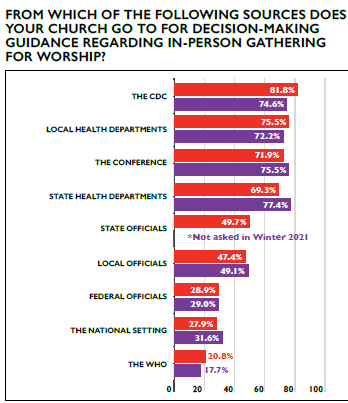 FROM WHICH OF THE FOLLOWING SOURCES DOES
YOUR CHURCH GO TO FOR DECISION-MAKING
GUIDANCE REGARDING IN-PERSON GATHERING
FOR WORSHIP?
THE CDC
81.8%
74.6%
LOCAL HEALTH DEPARTMENTS
75.5%
72.2%
THE CONFERENCE
71.9%
75.5%
STATE HEALTH DEPARTMENTS
69.3%
77.4%
STATE OFFICIALS
49.7%
*Not asked in Winter 2021
LOCAL OFFICIALS
47.4%
49.1%
FEDERAL OFFICIALS
28.9%
29.0%
THE NATIONAL SETTING
27.9%
31.6%
THE WHO
20.8%
17.7%
0 20 40 60 80 100